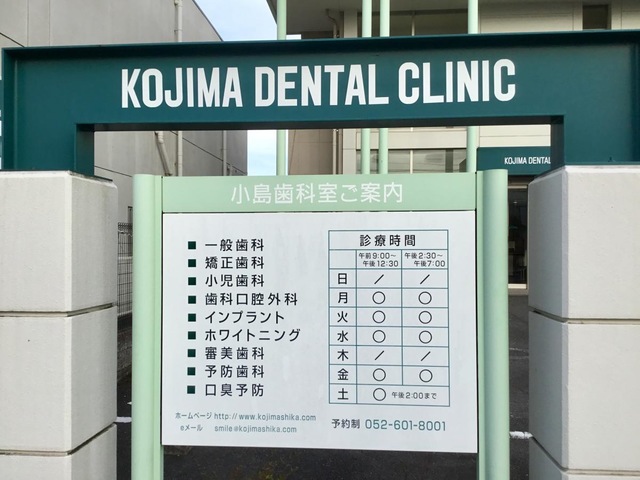 KOJIMA DENTAL CLINIC
KOJIMA DENTAL
小島歯科室ご案内
■ 一般歯科
■ 矯正歯科
■ 小児歯科
■ 歯科口腔外科
■ インプラント
■ ホワイトニング
■ 審美歯科
■ 予防歯科
■ 口臭予防
診療時間
午前9:00〜午後12:30 午後2:30〜午後7:00
日 ／ ／
月 ○ ○
火 ○ ○
水 ○ ○
木 ／ ／
金 ○ ○
土 ○ 午後2:00まで
ホームページ http://www.kojimashika.com
eメール smile@kojimashika.com
予約制 052-601-8001